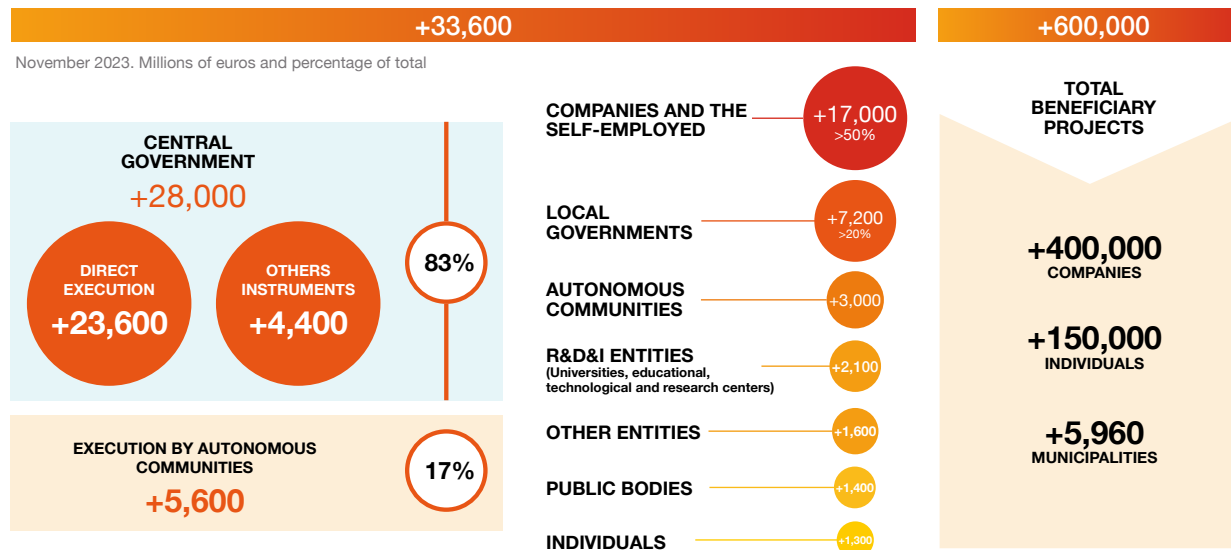 +33,600
November 2023. Millions of euros and percentage of total
CENTRAL
GOVERNMENT
+28,000
DIRECT
EXECUTION
+23,600
OTHERS
INSTRUMENTS
+4,400
83%
EXECUTION BY AUTONOMOUS
COMMUNITIES
+5,600
17%
COMPANIES AND THE
SELF-EMPLOYED
+17,000
>50%
LOCAL
GOVERNMENTS
+7,200
>20%
AUTONOMOUS
COMMUNITIES
+3,000
R&D&I ENTITIES
(Universities, educational,
technological and research centers)
+2,100
OTHER ENTITIES
+1,600
PUBLIC BODIES
+1,400
INDIVIDUALS
+1,300
+600,000
TOTAL
BENEFICIARY
PROJECTS
+400,000
COMPANIES
+150,000
INDIVIDUALS
+5,960
MUNICIPALITIES